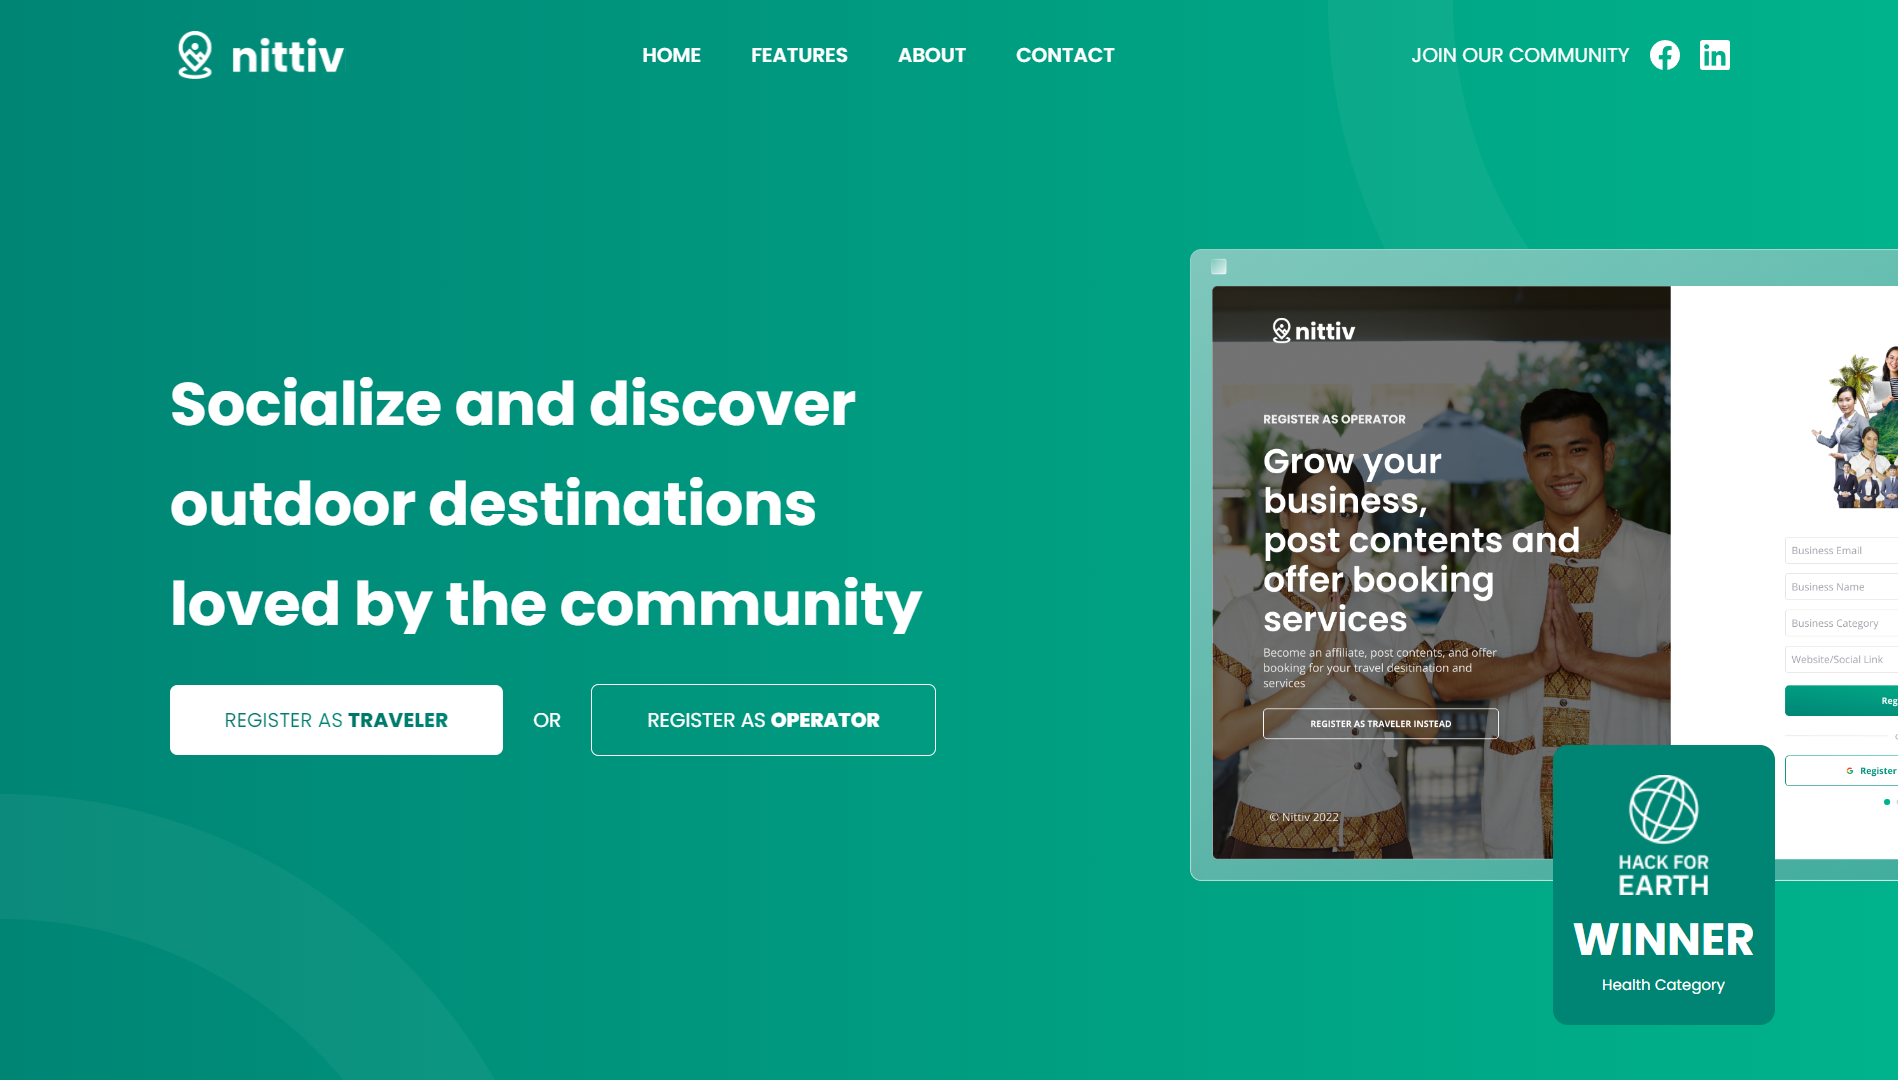 nittiv
HOME FEATURES ABOUT CONTACT
JOIN OUR COMMUNITY
Socialize and discover
outdoor destinations
loved by the community
REGISTER AS TRAVELER
OR
REGISTER AS OPERATOR
nittiv
REGISTER AS OPERATOR
Grow your
business,
post contents and
offer booking
services
Become an affiliate, post contents, and offer
booking for your travel desitination and
services
REGISTER AS TRAVELER INSTEAD
© Nittiv 2022
Business Email
Business Name
Business Category
Website/Social Link
Reg
G Register
HACK FOR
EARTH
WINNER
Health Category